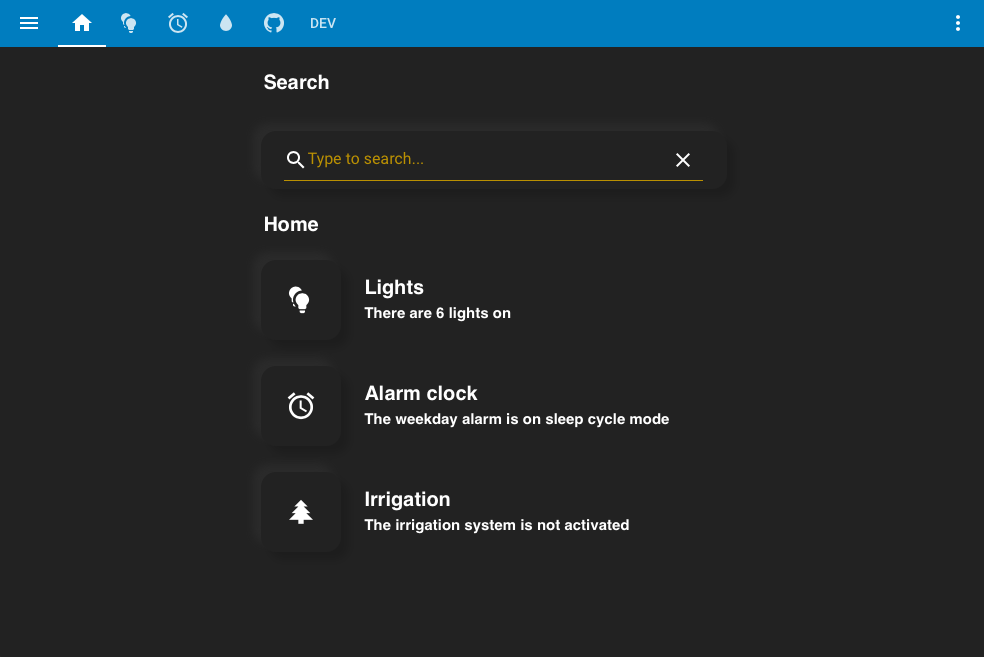 DEV
Search
Type to search...
Home
Lights
There are 6 lights on
Alarm clock
The weekday alarm is on sleep cycle mode
Irrigation
The irrigation system is not activated